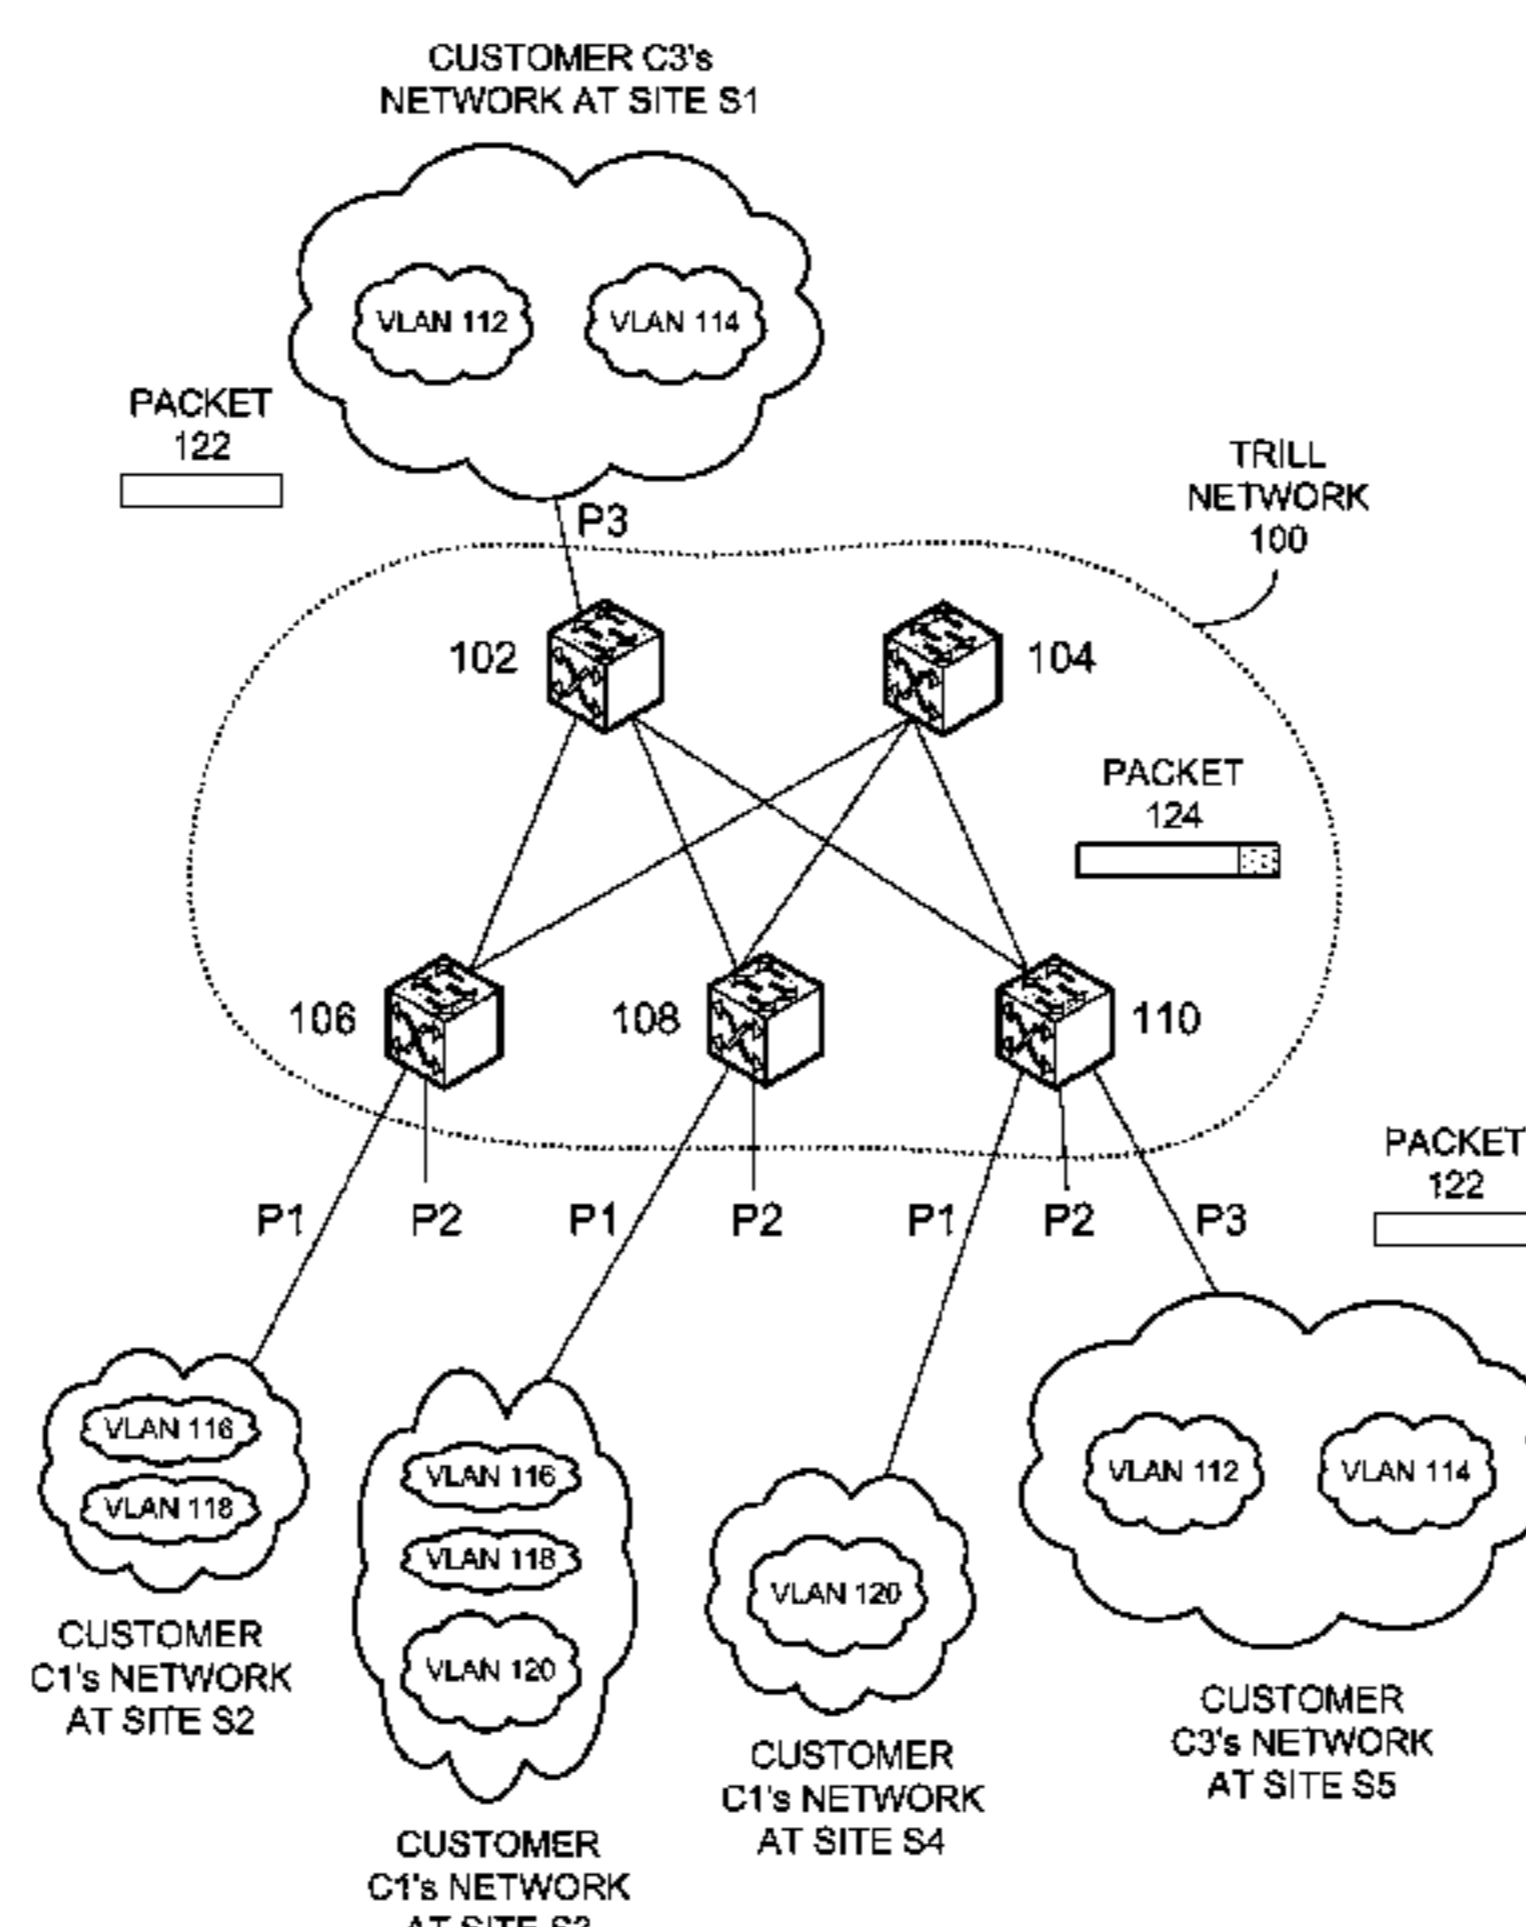 CUSTOMER C3's
NETWORK AT SITE S1
VLAN 112
VLAN 114
PACKET
122
TRILL
NETWORK
100
P3
102
104
PACKET
124
106
108
110
PACKET
122
P1
P2
P1
P2
P1
P2
P3
VLAN 116
VLAN 118
VLAN 116
VLAN 118
VLAN 120
VLAN 120
VLAN 112
VLAN 114
CUSTOMER
C1's NETWORK
AT SITE S2
CUSTOMER
C1's NETWORK
AT SITE S3
CUSTOMER
C1's NETWORK
AT SITE S4
CUSTOMER
C3's NETWORK
AT SITE S5